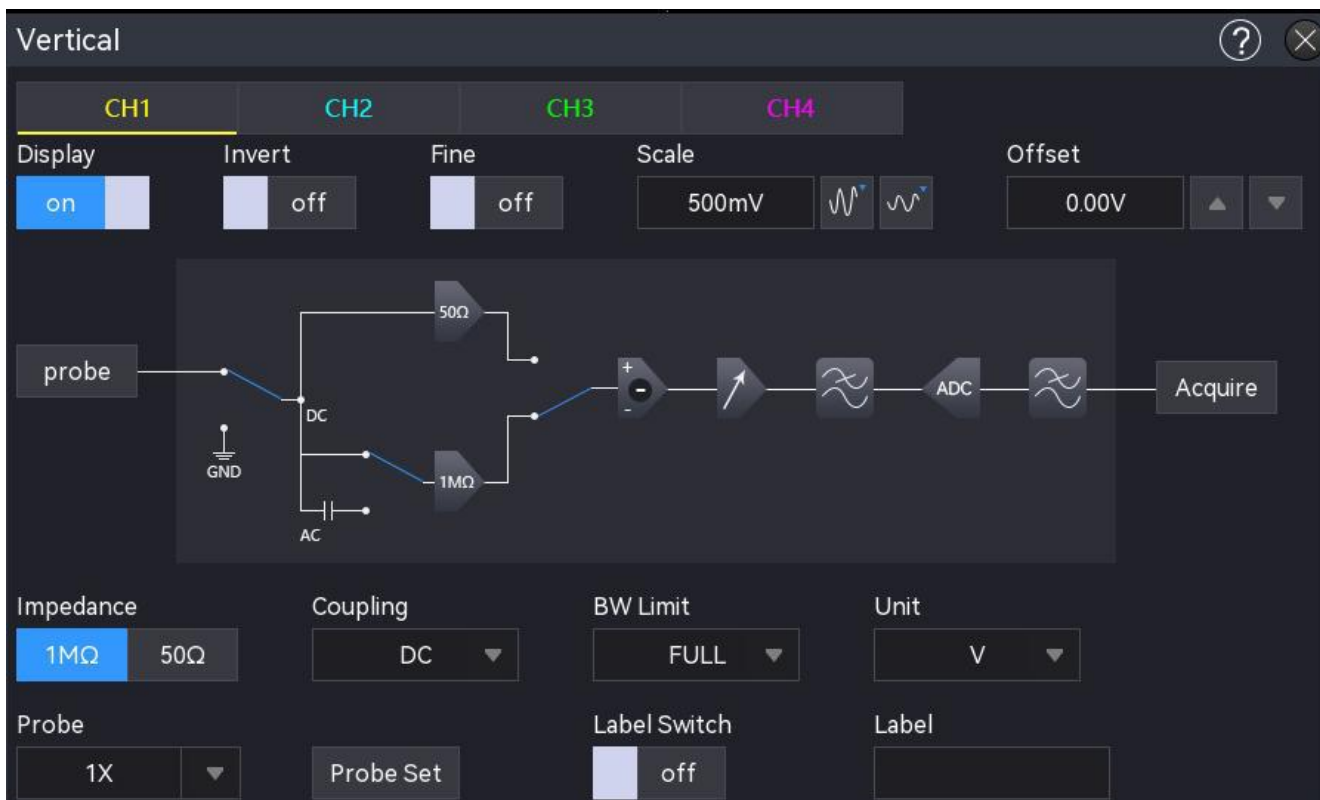 Vertical ?
CH1 CH2 CH3 CH4
Display Invert Fine Scale Offset
on off off 500mV 0.00V
50Ω
probe + - - ADC Acquire
DC
GND
1MΩ
AC
Impedance Coupling BW Limit Unit
1MΩ 50Ω DC FULL V
Probe Label Switch Label
1X Probe Set off